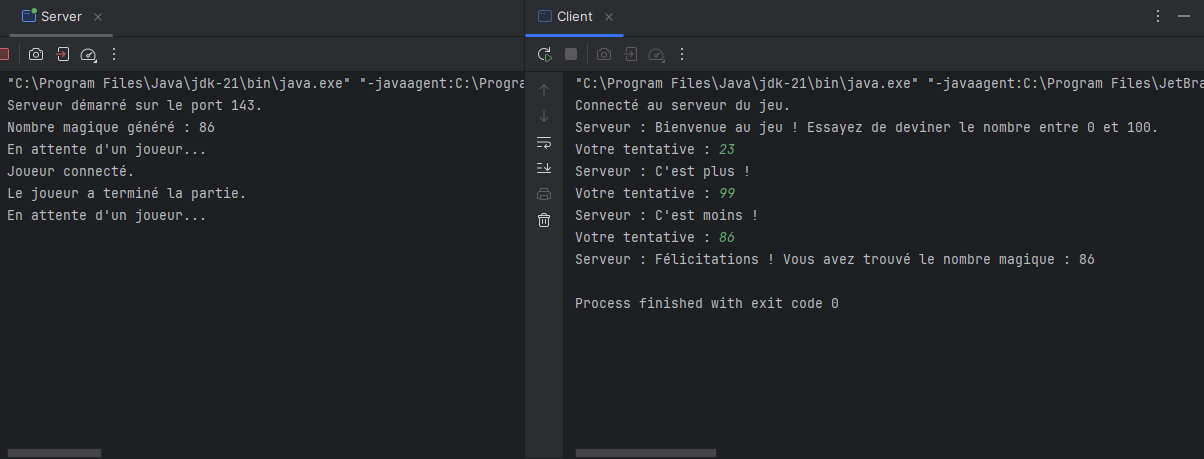 Server
"C:\Program Files\Java\jdk-21\bin\java.exe" "-javaagent:C:\Progra
Serveur démarré sur le port 143.
Nombre magique généré : 86
En attente d'un joueur...
Joueur connecté.
Le joueur a terminé la partie.
En attente d'un joueur...
Client
"C:\Program Files\Java\jdk-21\bin\java.exe" "-javaagent:C:\Program Files\JetBra
Connecté au serveur du jeu.
Serveur : Bienvenue au jeu ! Essayez de deviner le nombre entre 0 et 100.
Votre tentative : 23
Serveur : C'est plus !
Votre tentative : 99
Serveur : C'est moins !
Votre tentative : 86
Serveur : Félicitations ! Vous avez trouvé le nombre magique : 86
Process finished with exit code 0